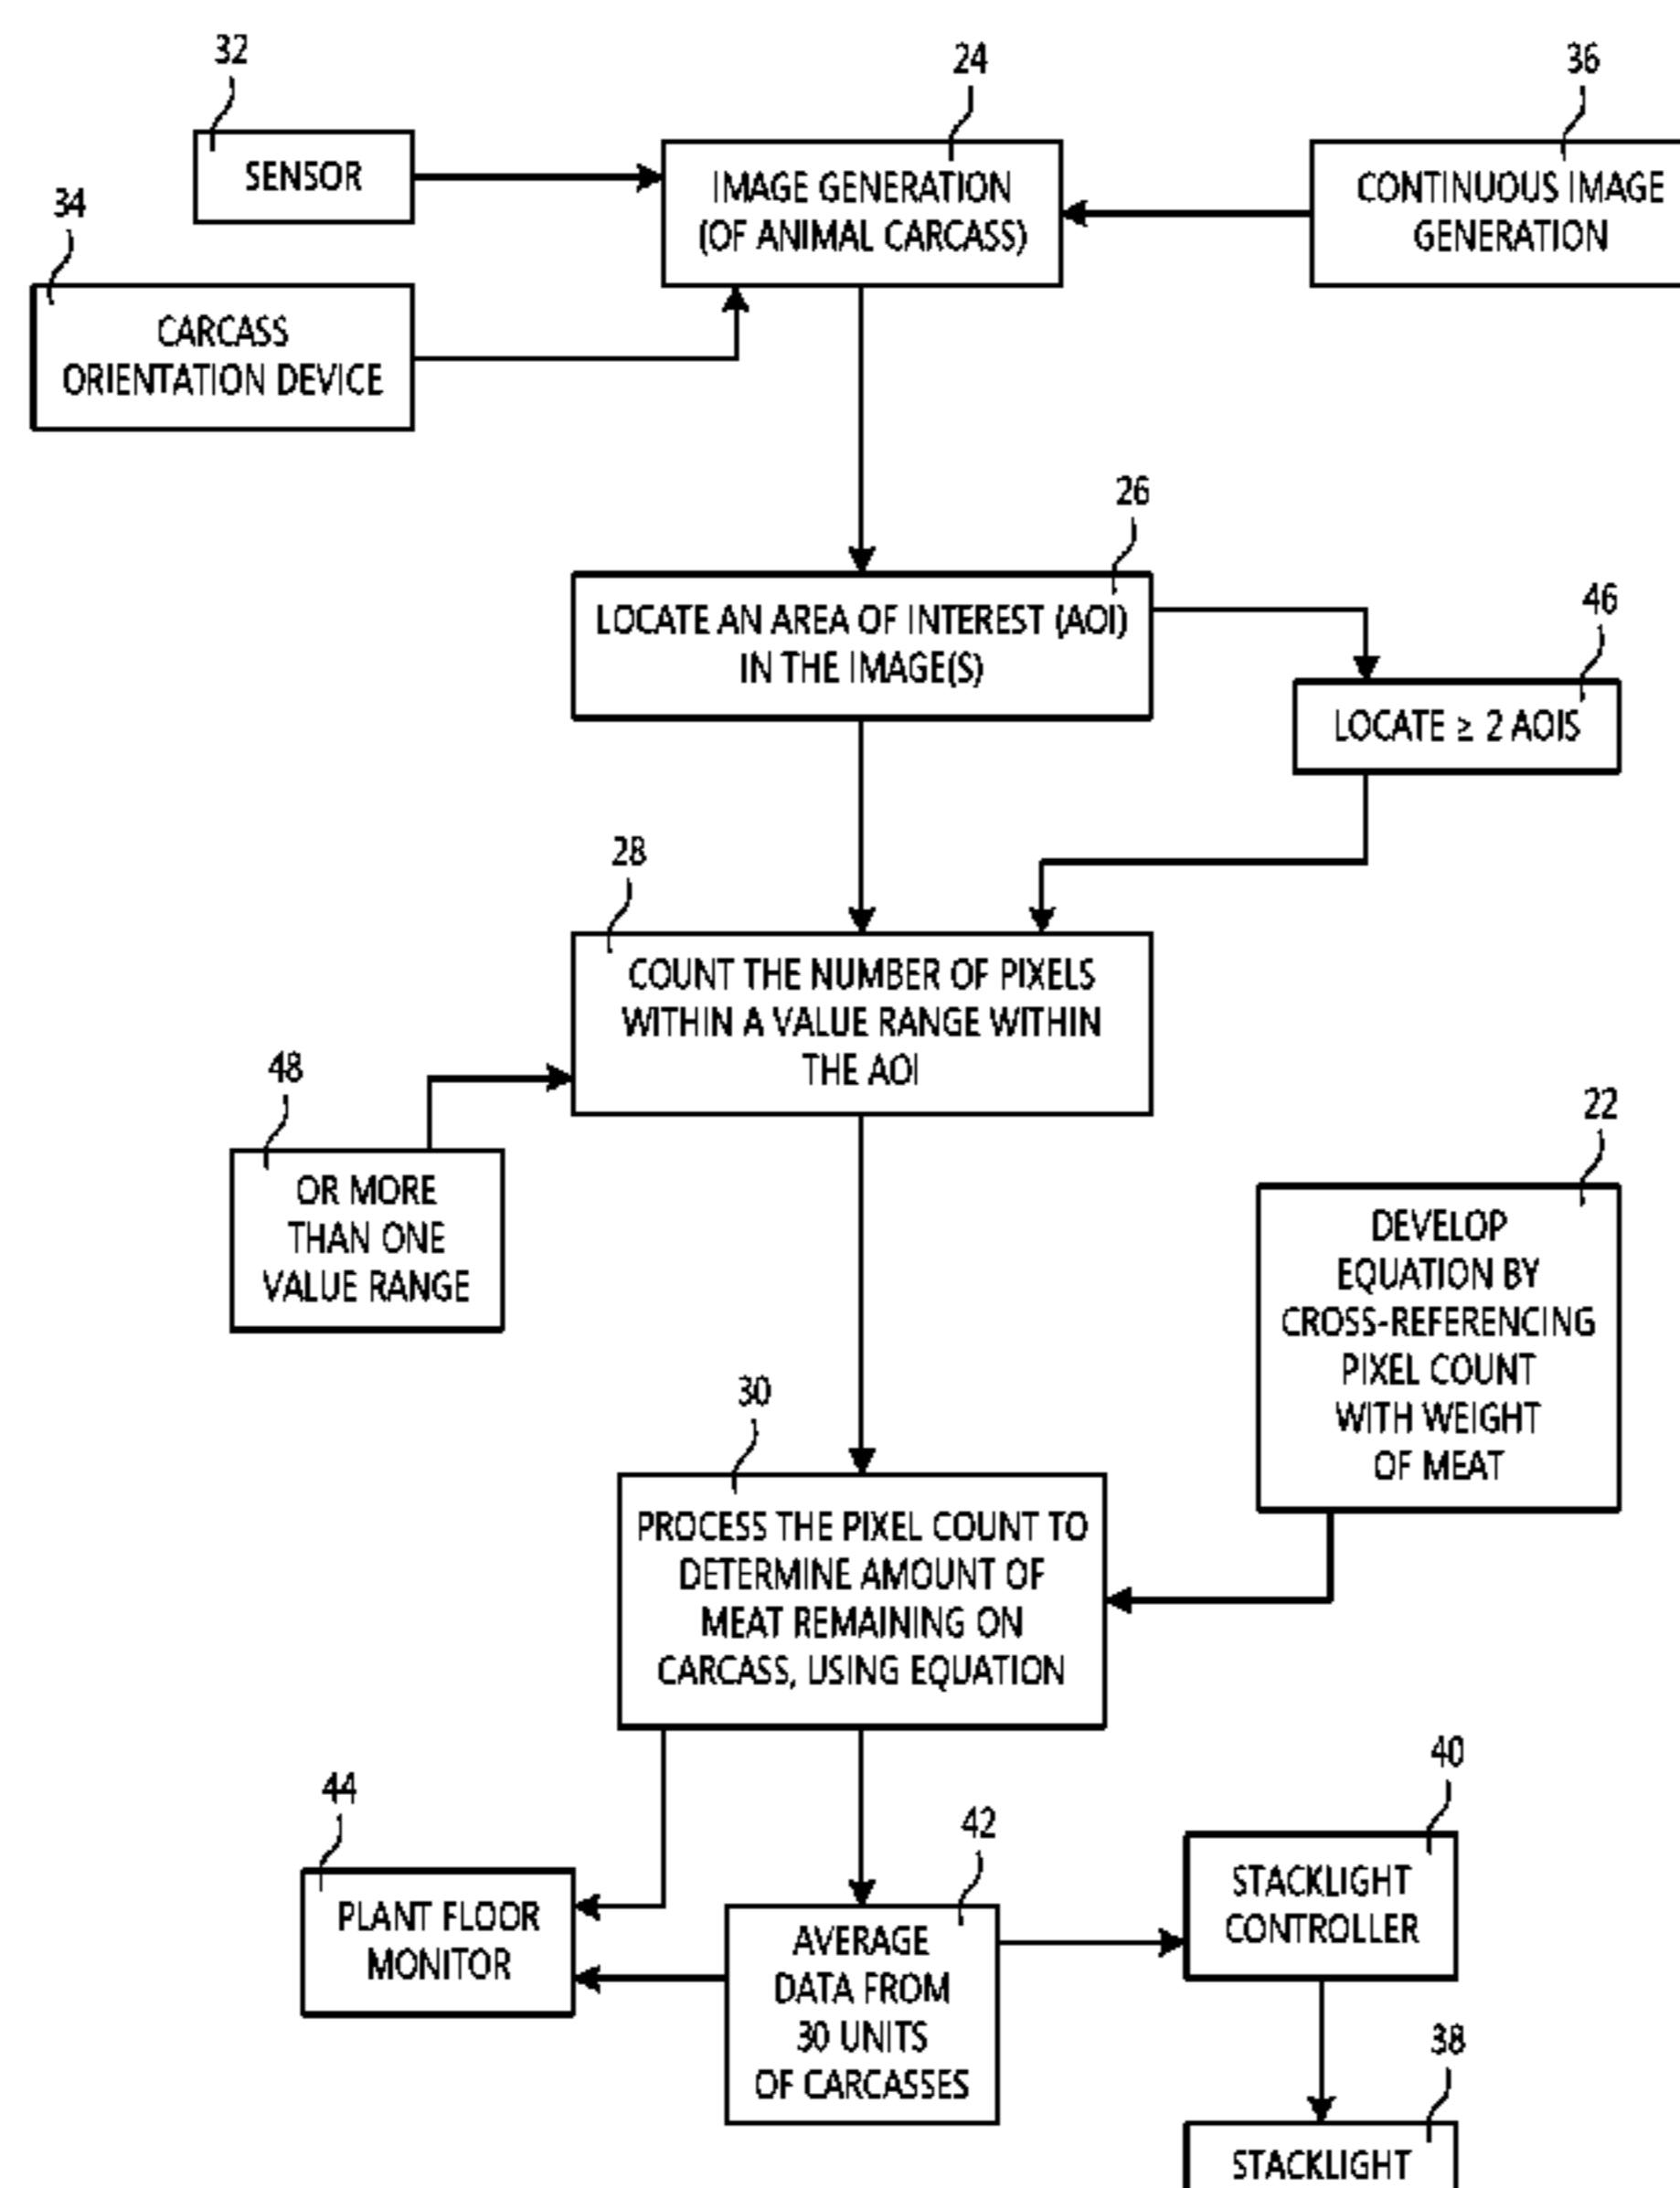 32
SENSOR
24
IMAGE GENERATION
(OF ANIMAL CARCASS)
36
CONTINUOUS IMAGE
GENERATION
34
CARCASS
ORIENTATION DEVICE
26
LOCATE AN AREA OF INTEREST (AOI)
IN THE IMAGE(S)
46
LOCATE ≥ 2 AOIS
28
COUNT THE NUMBER OF PIXELS
WITHIN A VALUE RANGE WITHIN
THE AOI
48
OR MORE
THAN ONE
VALUE RANGE
22
DEVELOP
EQUATION BY
CROSS-REFERENCING
PIXEL COUNT
WITH WEIGHT
OF MEAT
30
PROCESS THE PIXEL COUNT TO
DETERMINE AMOUNT OF
MEAT REMAINING ON
CARCASS, USING EQUATION
44
PLANT FLOOR
MONITOR
42
AVERAGE
DATA FROM
30 UNITS
OF CARCASSES
40
STACKLIGHT
CONTROLLER
38
STACKLIGHT